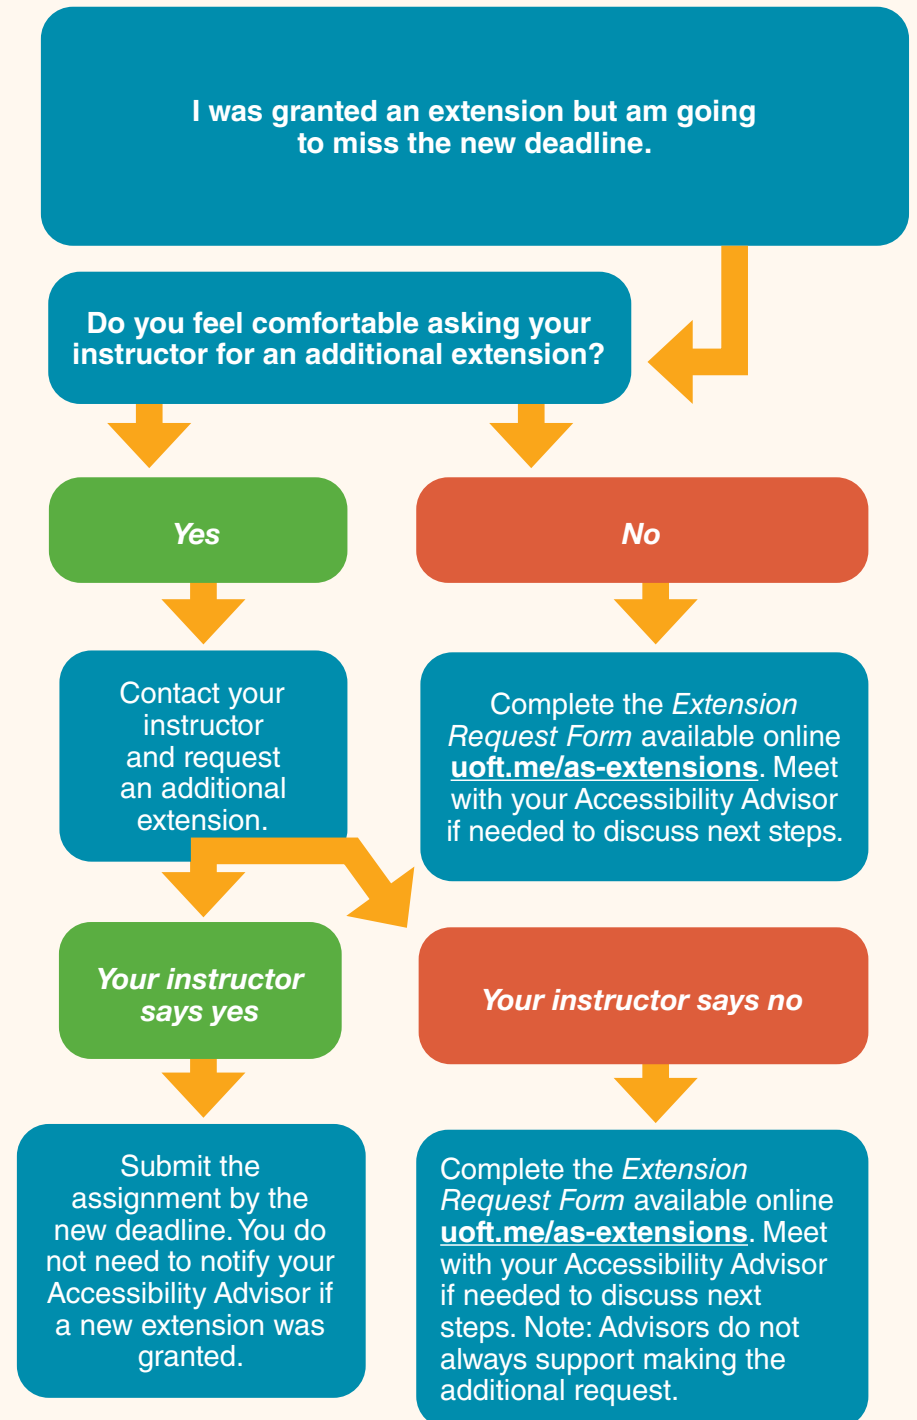 I was granted an extension but am going
to miss the new deadline.
Do you feel comfortable asking your
instructor for an additional extension?
Yes
No
Contact your
instructor
and request
an additional
extension.
Complete the Extension
Request Form available online
uoft.me/as-extensions. Meet
with your Accessibility Advisor
if needed to discuss next steps.
Your instructor
says yes
Your instructor says no
Submit the
assignment by the
new deadline. You do
not need to notify your
Accessibility Advisor if
a new extension was
granted.
Complete the Extension
Request Form available online
uoft.me/as-extensions. Meet
with your Accessibility Advisor
if needed to discuss next
steps. Note: Advisors do not
always support making the
additional request.